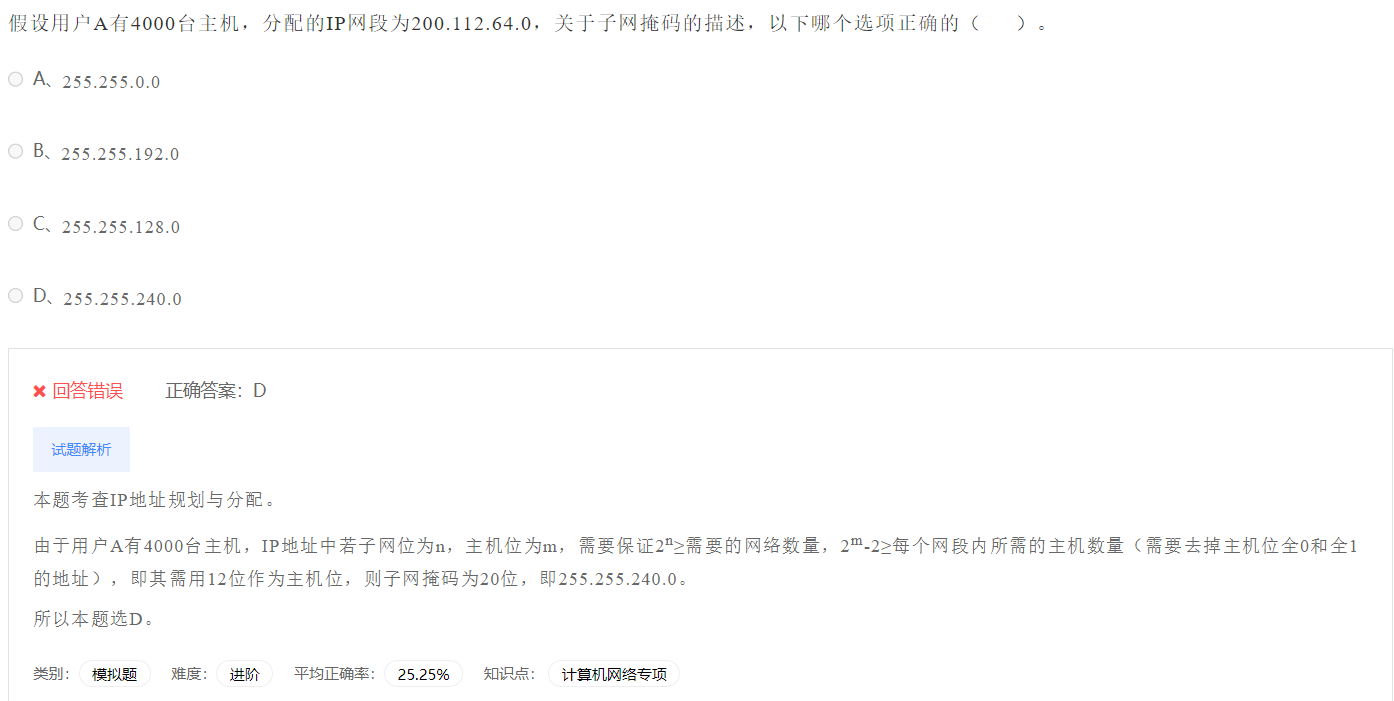 假设用户A有4000台主机，分配的IP网段为200.112.64.0，关于子网掩码的描述，以下哪个选项正确的（　　）。
A、255.255.0.0
B、255.255.192.0
C、255.255.128.0
D、255.255.240.0
✖ 回答错误　正确答案：D
试题解析
本题考查IP地址规划与分配。
由于用户A有4000台主机，IP地址中若子网位为n，主机位为m，需要保证2ⁿ≥需要的网络数量，2ᵐ-2≥每个网段内所需的主机数量（需要去掉主机位全0和全1
的地址），即其需用12位作为主机位，则子网掩码为20位，即255.255.240.0。
所以本题选D。
类别： 模拟题　难度： 进阶　平均正确率： 25.25%　知识点： 计算机网络专项